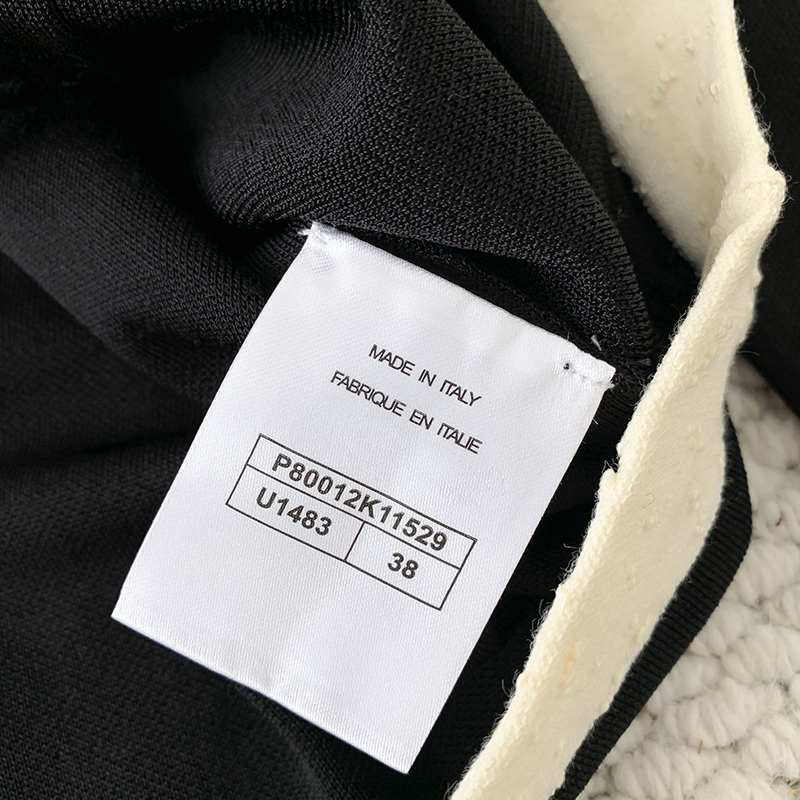 MADE IN ITALY
FABRIQUE EN ITALIE
P80012K11529
U1483 38